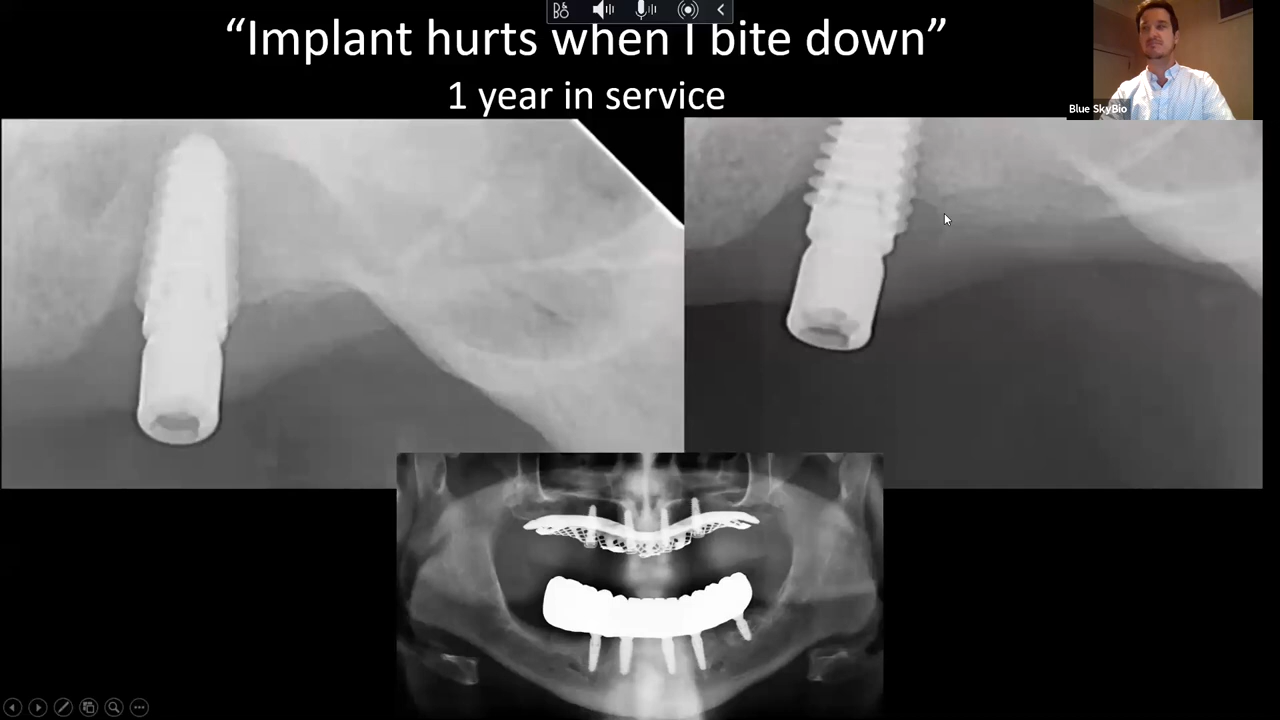 “Implant hurts when I bite down”
1 year in service
Blue SkyBio